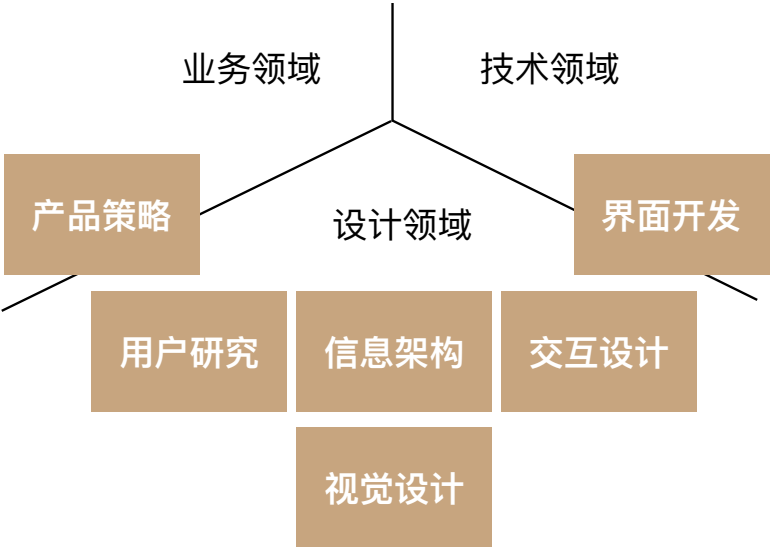 业务领域
技术领域
产品策略
设计领域
界面开发
用户研究
信息架构
交互设计
视觉设计